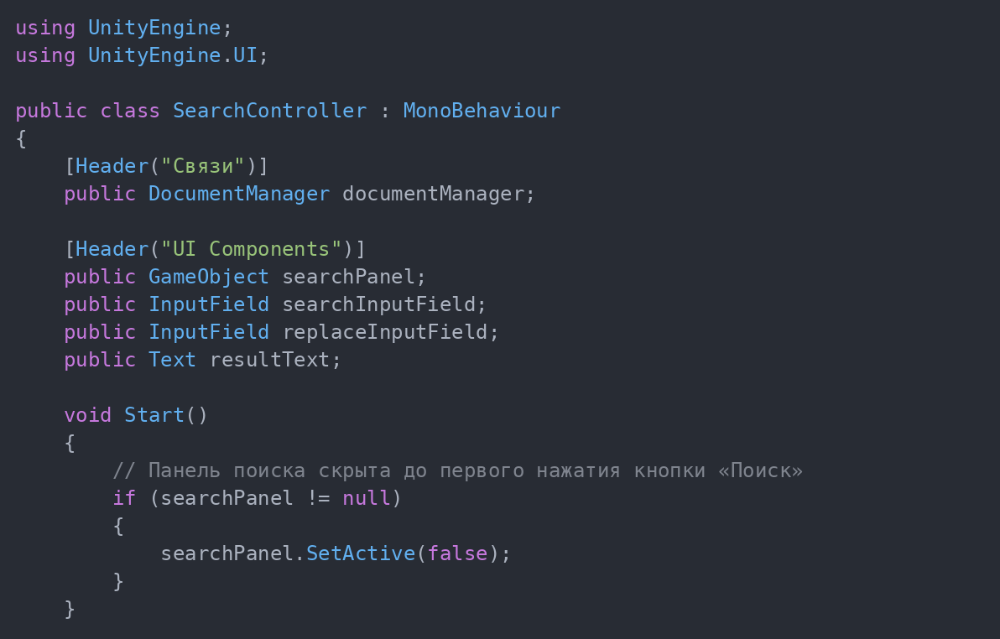 using UnityEngine;
using UnityEngine.UI;

public class SearchController : MonoBehaviour
{
    [Header("Связи")]
    public DocumentManager documentManager;

    [Header("UI Components")]
    public GameObject searchPanel;
    public InputField searchInputField;
    public InputField replaceInputField;
    public Text resultText;

    void Start()
    {
        // Панель поиска скрыта до первого нажатия кнопки «Поиск»
        if (searchPanel != null)
        {
            searchPanel.SetActive(false);
        }
    }